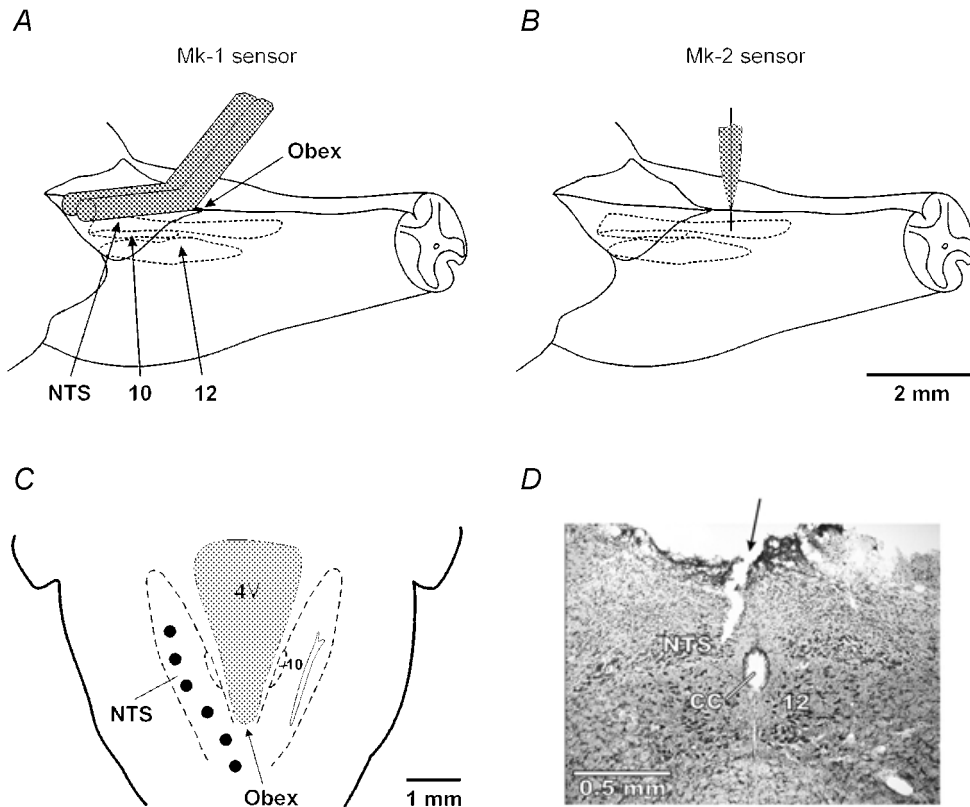 A
Mk-1 sensor
Obex
NTS
10
12
B
Mk-2 sensor
2 mm
C
4V
10
NTS
Obex
1 mm
D
NTS
CC
12
0.5 mm